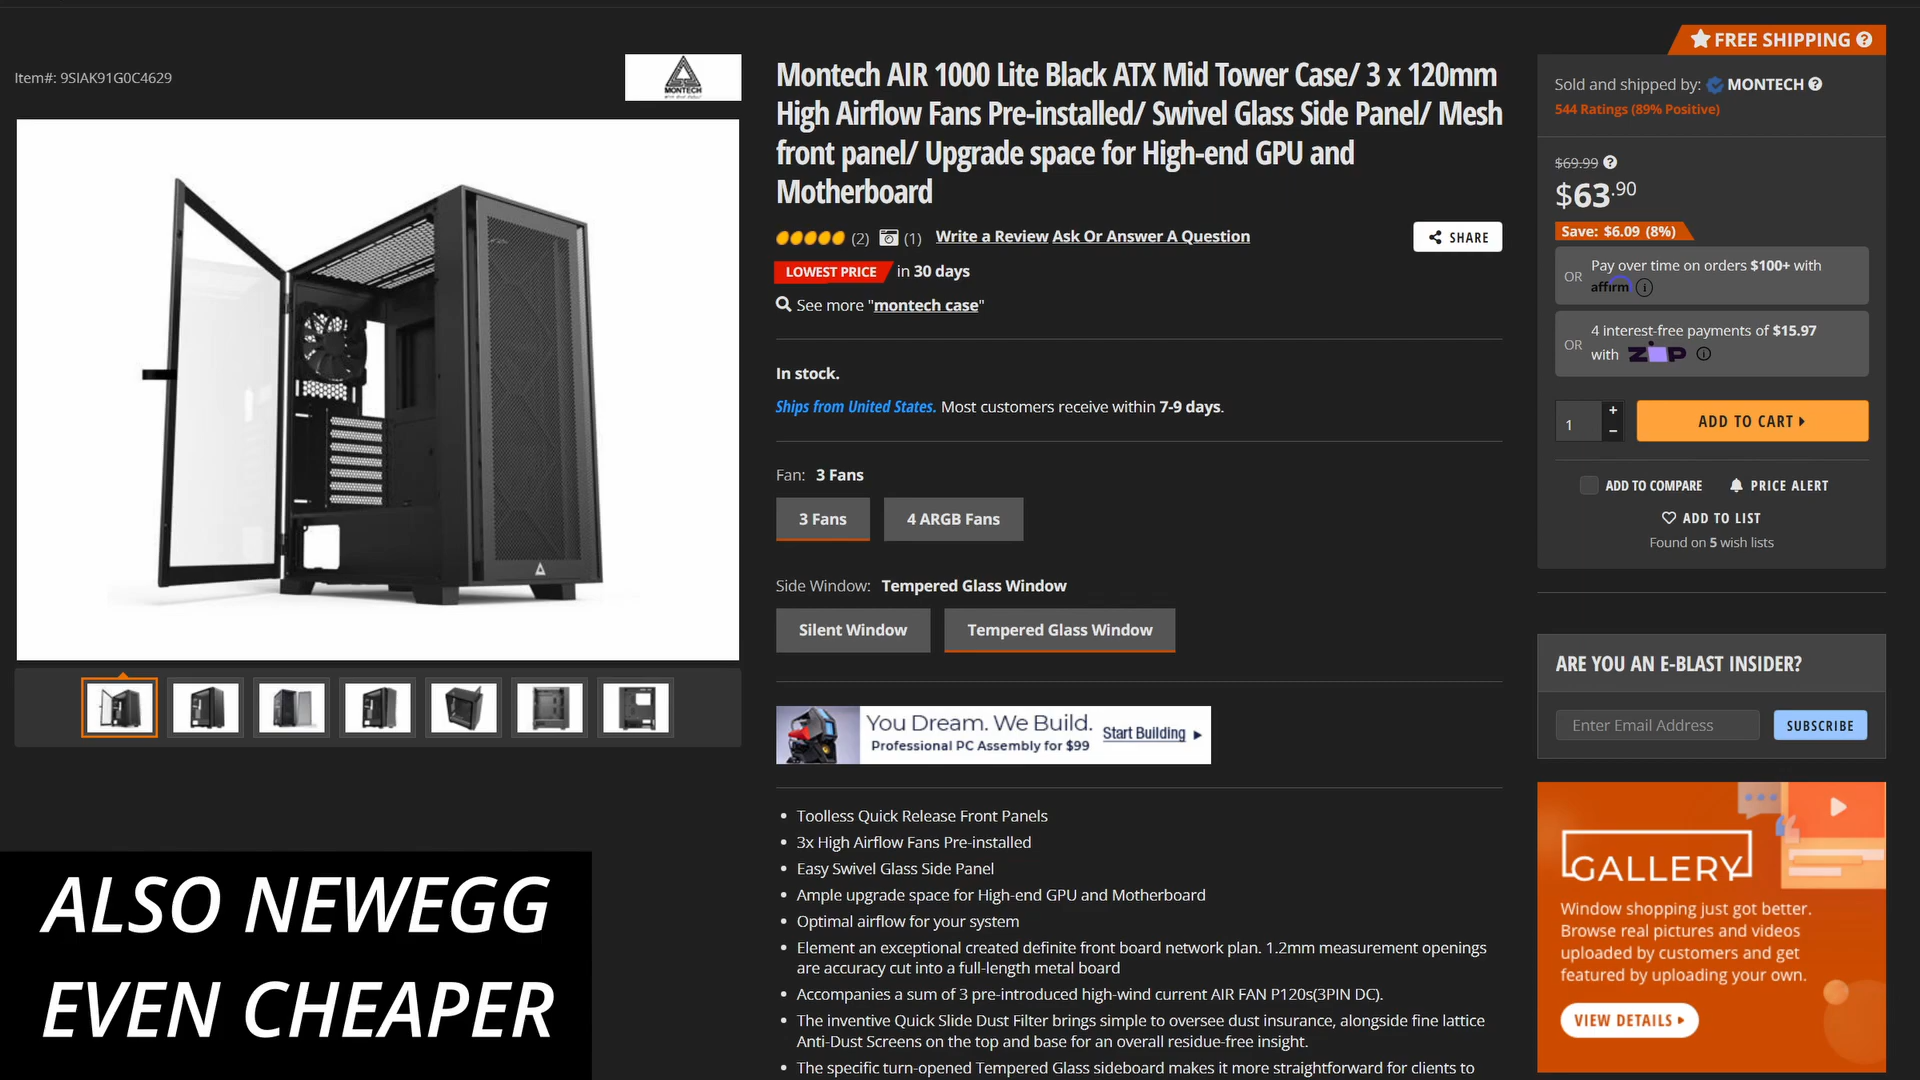 Item#: 9SIAK91G0C4629
MONTECH
Montech AIR 1000 Lite Black ATX Mid Tower Case/ 3 x 120mm
High Airflow Fans Pre-installed/ Swivel Glass Side Panel/ Mesh
front panel/ Upgrade space for High-end GPU and
Motherboard
(2) (1) Write a Review Ask Or Answer A Question
SHARE
LOWEST PRICE in 30 days
See more "montech case"
In stock.
Ships from United States. Most customers receive within 7-9 days.
Fan: 3 Fans
3 Fans
4 ARGB Fans
Side Window: Tempered Glass Window
Silent Window
Tempered Glass Window
You Dream. We Build.
Professional PC Assembly for $99
Start Building
• Toolless Quick Release Front Panels
• 3x High Airflow Fans Pre-installed
• Easy Swivel Glass Side Panel
• Ample upgrade space for High-end GPU and Motherboard
• Optimal airflow for your system
• Element an exceptional created definite front board network plan. 1.2mm measurement openings
are accuracy cut into a full-length metal board
• Accompanies a sum of 3 pre-introduced high-wind current AIR FAN P120s(3PIN DC).
• The inventive Quick Slide Dust Filter brings simple to oversee dust insurance, alongside fine lattice
Anti-Dust Screens on the top and base for an overall residue-free insight.
• The specific turn-opened Tempered Glass sideboard makes it more straightforward for clients to
FREE SHIPPING ?
Sold and shipped by: MONTECH ?
544 Ratings (89% Positive)
$69.99 ?
$63.90
Save: $6.09 (8%)
OR
Pay over time on orders $100+ with
affirm i
OR
4 interest-free payments of $15.97
with ZIP i
1
+
−
ADD TO CART
ADD TO COMPARE
PRICE ALERT
ADD TO LIST
Found on 5 wish lists
ARE YOU AN E-BLAST INSIDER?
Enter Email Address
SUBSCRIBE
GALLERY
Window shopping just got better.
Browse real pictures and videos
uploaded by customers and get
featured by uploading your own.
VIEW DETAILS
ALSO NEWEGG
EVEN CHEAPER